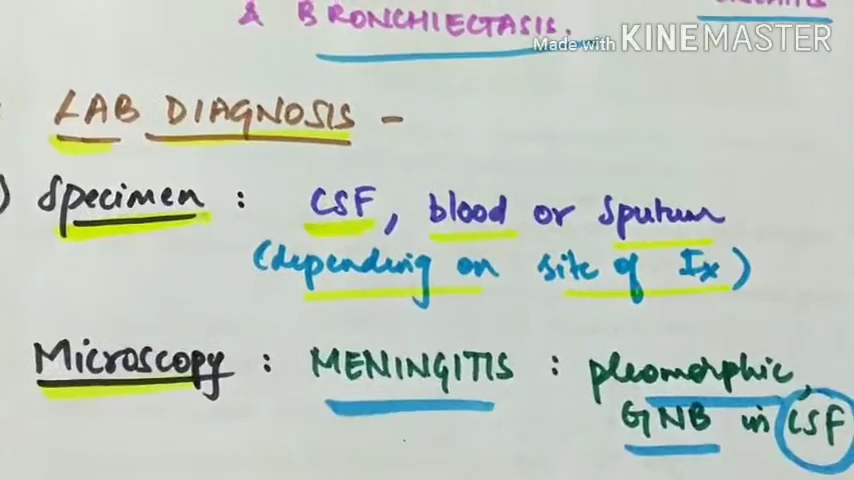 & BRONCHIECTASIS.
Made with KINEMASTER
LAB DIAGNOSIS -
) Specimen : CSF, blood or Sputum
(depending on site of Ix)
Microscopy : MENINGITIS : pleomorphic,
GNB in CSF